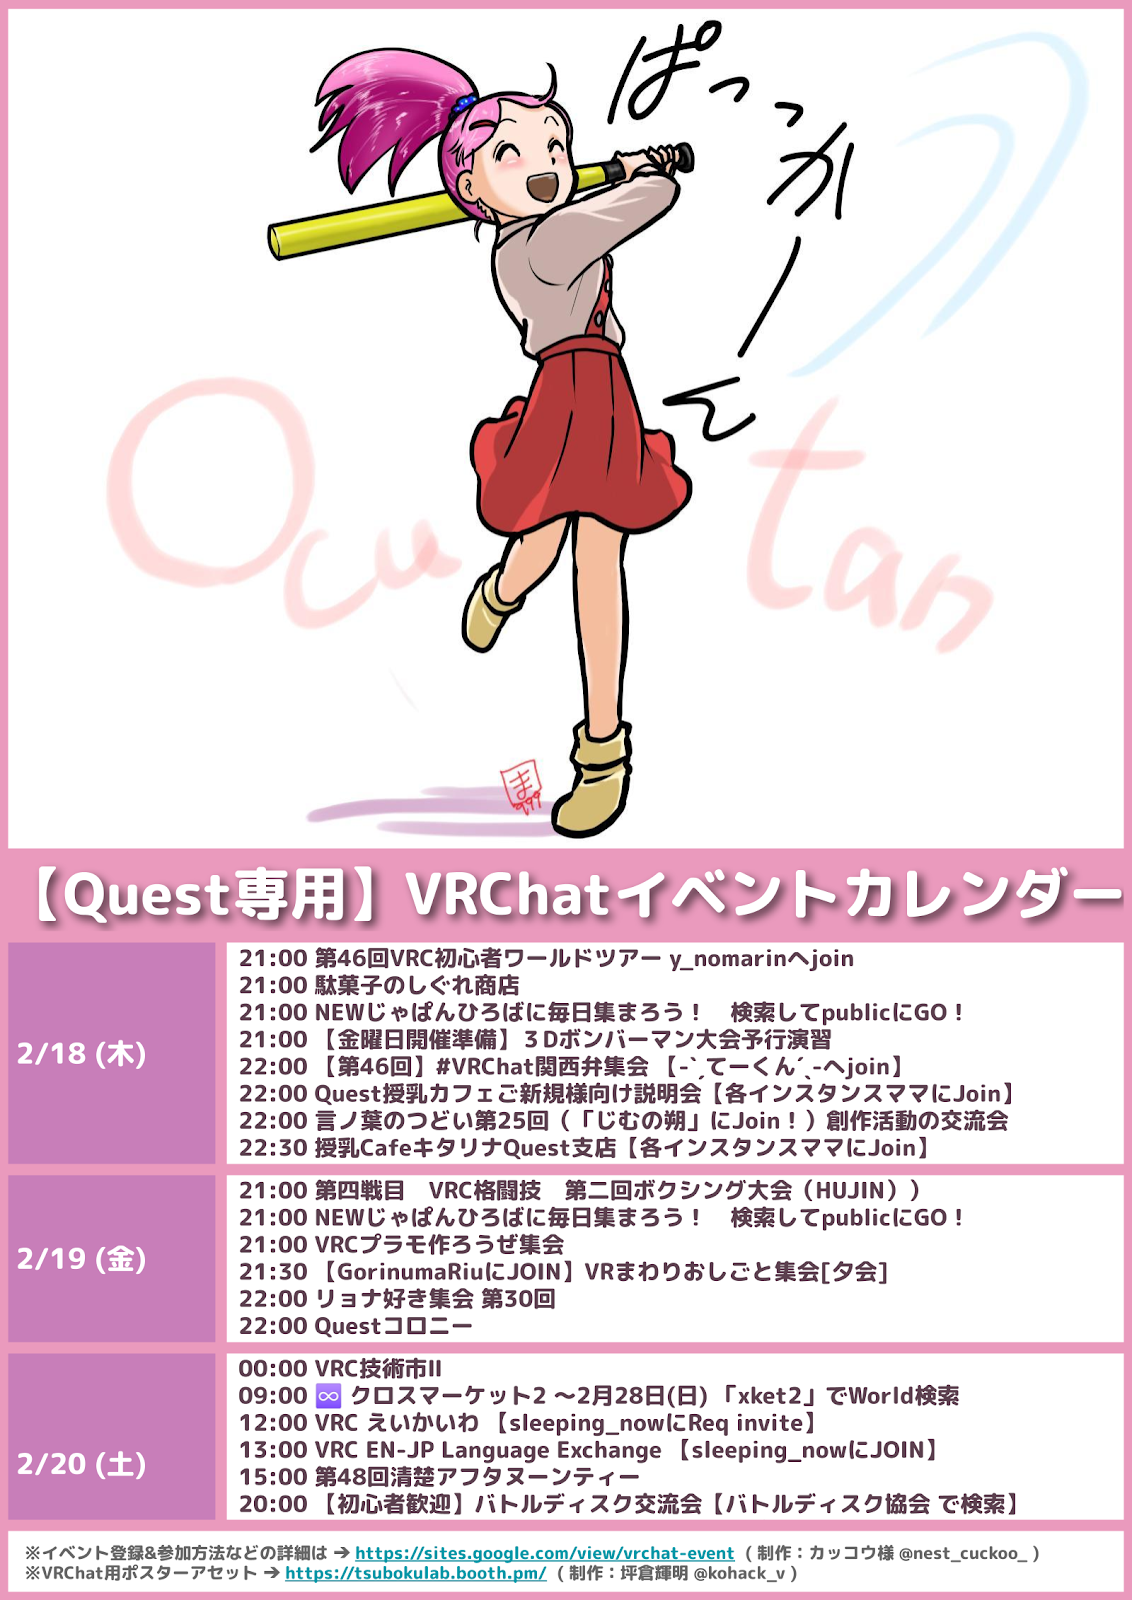 ぱっっかーん
Ocu tan
ま
999
【Quest専用】VRChatイベントカレンダー
2/18 (木)
21:00 第46回VRC初心者ワールドツアー y_nomarinへjoin
21:00 駄菓子のしぐれ商店
21:00 NEWじゃぱんひろばに毎日集まろう！　検索してpublicにGO！
21:00 【金曜日開催準備】３Dボンバーマン大会予行演習
22:00 【第46回】#VRChat関西弁集会 【-`ˏてーくん´ˎ-へjoin】
22:00 Quest授乳カフェご新規様向け説明会【各インスタンスママにJoin】
22:00 言ノ葉のつどい第25回（「じむの朔」にJoin！）創作活動の交流会
22:30 授乳CafeキタリナQuest支店【各インスタンスママにJoin】
2/19 (金)
21:00 第四戦目　VRC格闘技　第二回ボクシング大会（HUJIN））
21:00 NEWじゃぱんひろばに毎日集まろう！　検索してpublicにGO！
21:00 VRCプラモ作ろうぜ集会
21:30 【GorinumaRiuにJOIN】VRまわりおしごと集会[夕会]
22:00 リョナ好き集会 第30回
22:00 Questコロニー
2/20 (土)
00:00 VRC技術市II
09:00 ♾ クロスマーケット2 〜2月28日(日) 「xket2」でWorld検索
12:00 VRC えいかいわ 【sleeping_nowにReq invite】
13:00 VRC EN-JP Language Exchange 【sleeping_nowにJOIN】
15:00 第48回清楚アフタヌーンティー
20:00 【初心者歓迎】バトルディスク交流会【バトルディスク協会 で検索】
※イベント登録&参加方法などの詳細は ➔ https://sites.google.com/view/vrchat-event ( 制作：カッコウ様 @nest_cuckoo_ )
※VRChat用ポスターアセット ➔ https://tsubokulab.booth.pm/ ( 制作：坪倉輝明 @kohack_v )